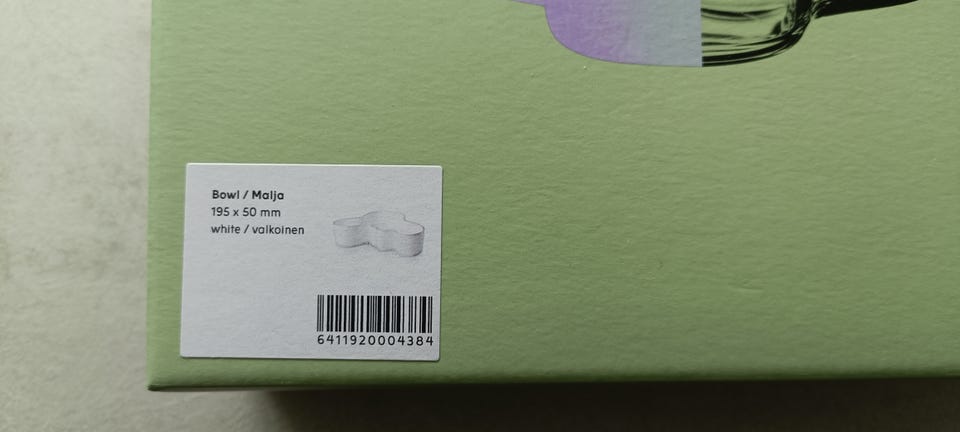 Bowl / Malja
195 x 50 mm
white / valkoinen
6411920004384